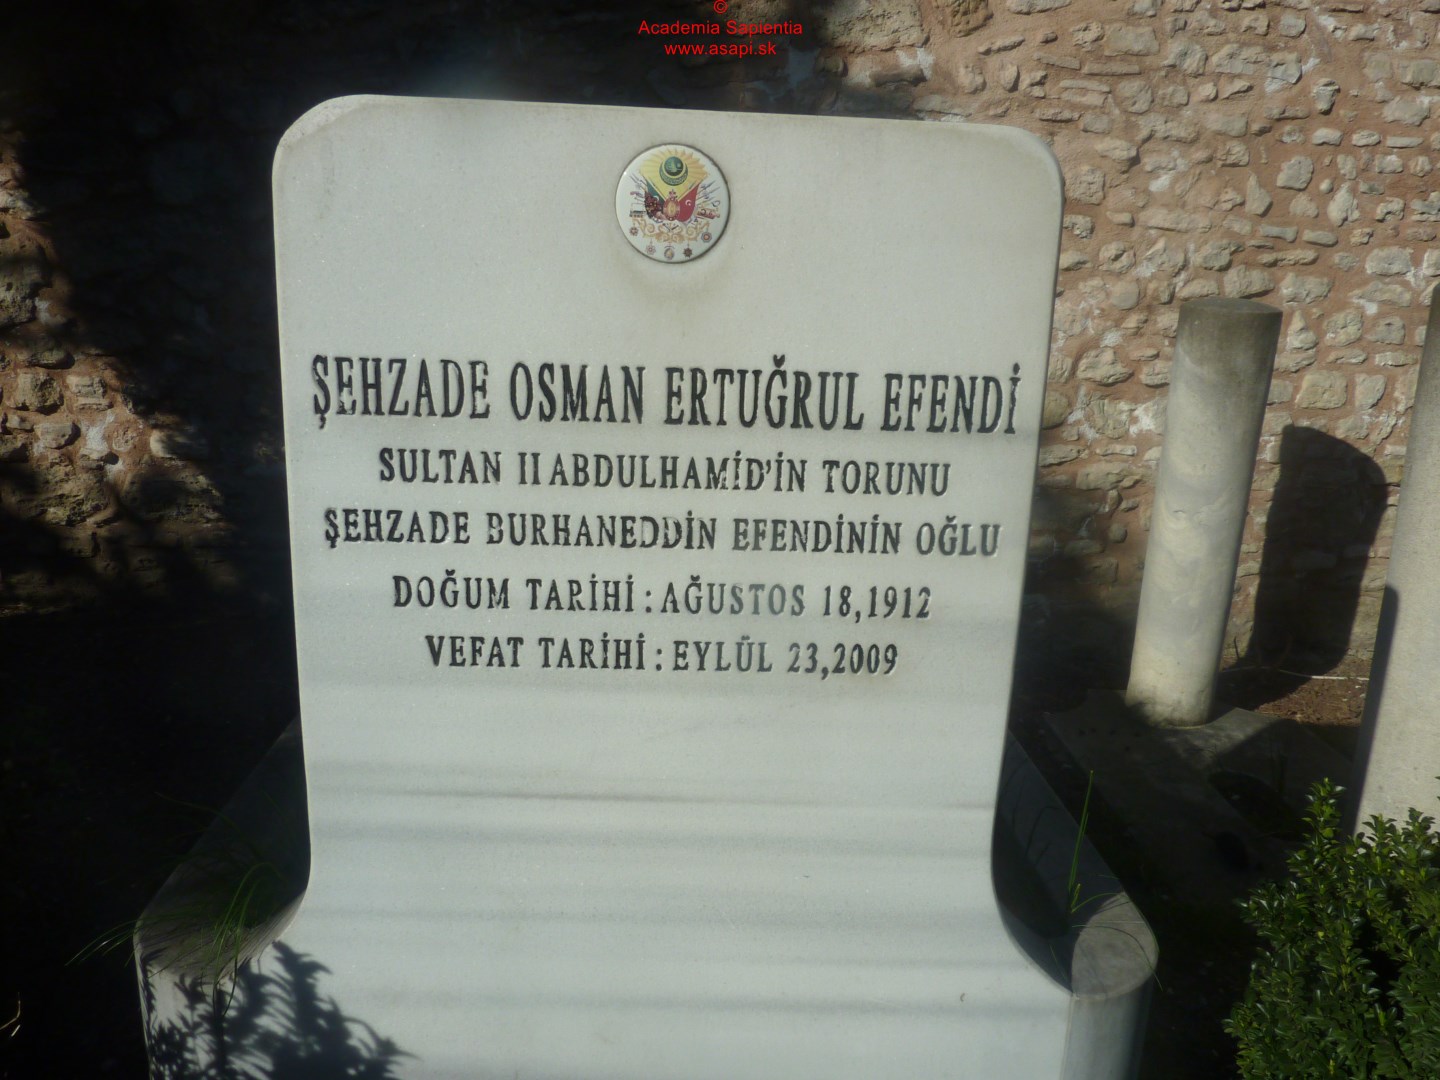 ©
Academia Sapientia
www.asapi.sk
ŞEHZADE OSMAN ERTUĞRUL EFENDİ
SULTAN II ABDULHAMİD'İN TORUNU
ŞEHZADE BURHANEDDİN EFENDİNİN OĞLU
DOĞUM TARİHİ : AĞUSTOS 18,1912
VEFAT TARİHİ : EYLÜL 23,2009